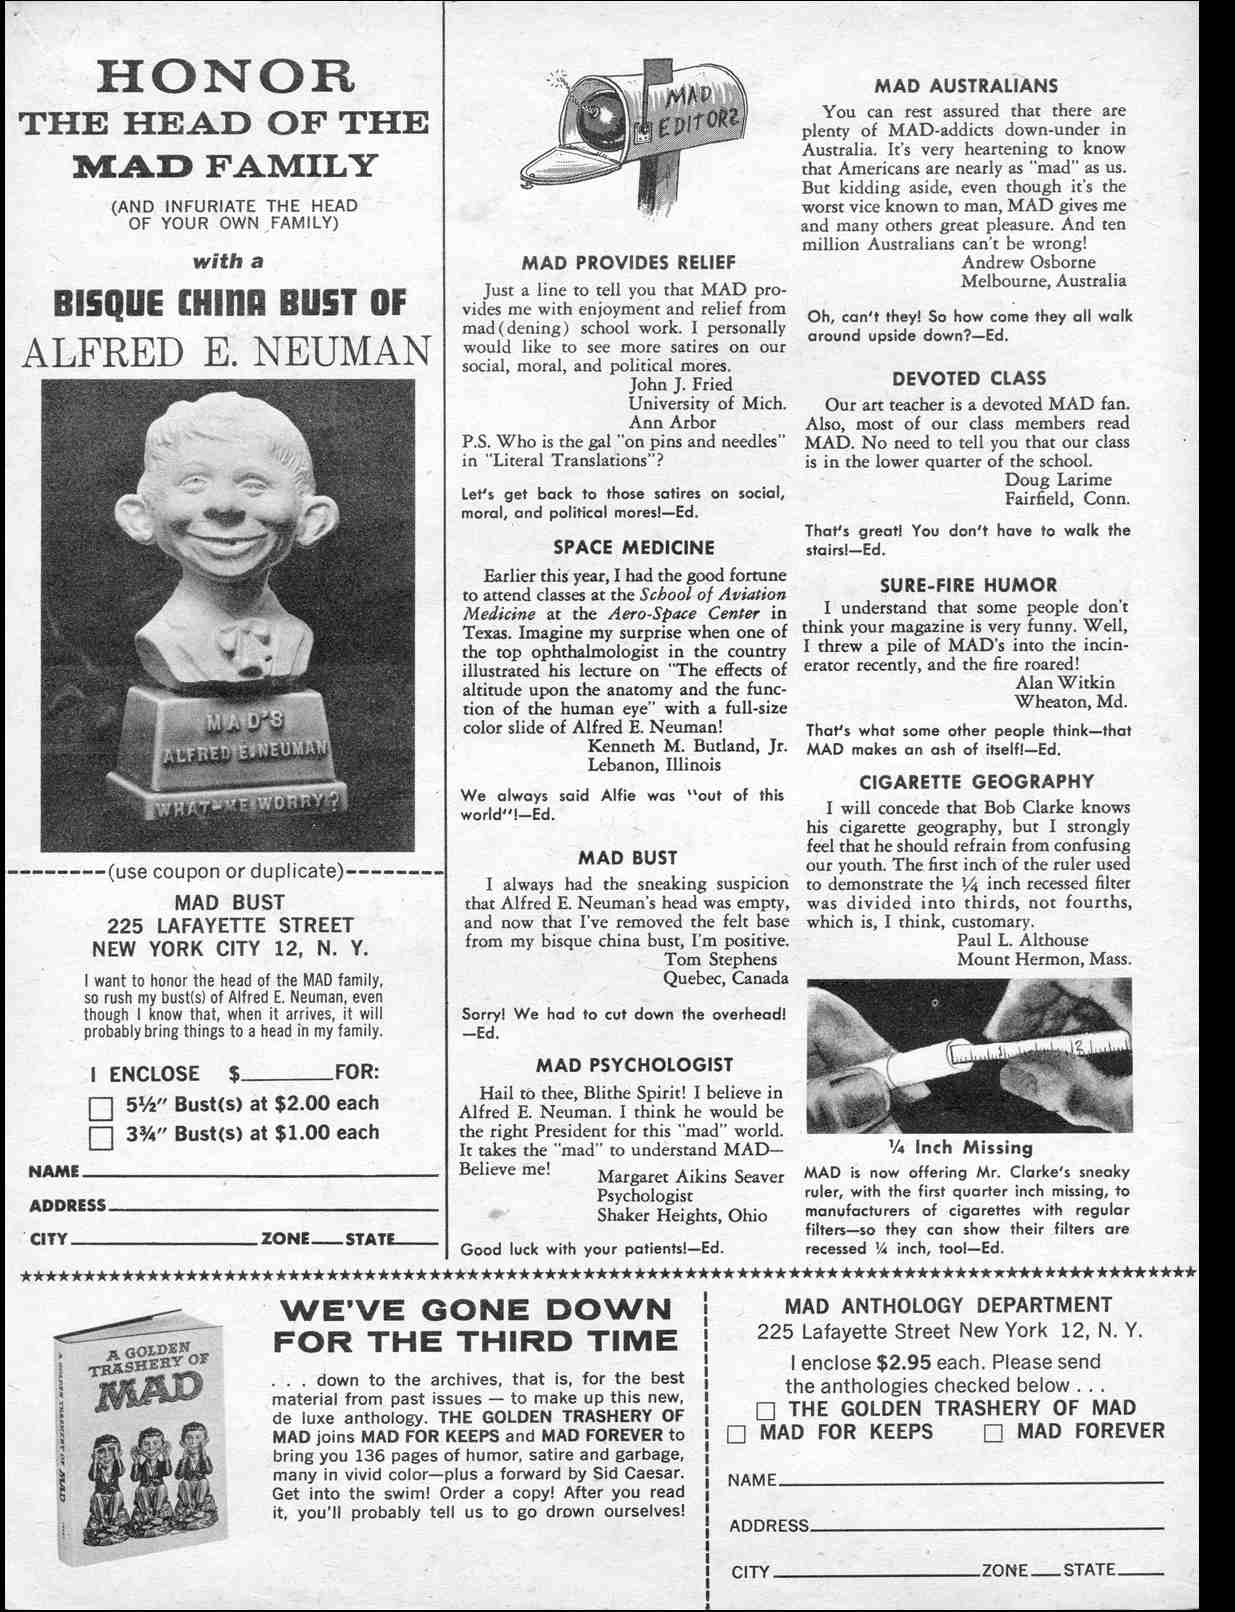 HONOR
THE HEAD OF THE
MAD FAMILY
(AND INFURIATE THE HEAD
OF YOUR OWN FAMILY)
with a
BISQUE CHINA BUST OF
ALFRED E. NEUMAN
MAD'S
ALFRED E. NEUMAN
WHAT—ME WORRY?
(use coupon or duplicate)
MAD BUST
225 LAFAYETTE STREET
NEW YORK CITY 12, N. Y.
I want to honor the head of the MAD family,
so rush my bust(s) of Alfred E. Neuman, even
though I know that, when it arrives, it will
probably bring things to a head in my family.
I ENCLOSE $________FOR:
5½" Bust(s) at $2.00 each
3¾" Bust(s) at $1.00 each
NAME
ADDRESS
CITY ZONE STATE
MAD
EDITORS
MAD PROVIDES RELIEF
Just a line to tell you that MAD pro-
vides me with enjoyment and relief from
mad(dening) school work. I personally
would like to see more satires on our
social, moral, and political mores.
John J. Fried
University of Mich.
Ann Arbor
P.S. Who is the gal "on pins and needles"
in "Literal Translations"?
Let's get back to those satires on social,
moral, and political mores!—Ed.
SPACE MEDICINE
Earlier this year, I had the good fortune
to attend classes at the School of Aviation
Medicine at the Aero-Space Center in
Texas. Imagine my surprise when one of
the top ophthalmologist in the country
illustrated his lecture on "The effects of
altitude upon the anatomy and the func-
tion of the human eye" with a full-size
color slide of Alfred E. Neuman!
Kenneth M. Butland, Jr.
Lebanon, Illinois
We always said Alfie was "out of this
world"!—Ed.
MAD BUST
I always had the sneaking suspicion
that Alfred E. Neuman's head was empty,
and now that I've removed the felt base
from my bisque china bust, I'm positive.
Tom Stephens
Quebec, Canada
Sorry! We had to cut down the overhead!
—Ed.
MAD PSYCHOLOGIST
Hail to thee, Blithe Spirit! I believe in
Alfred E. Neuman. I think he would be
the right President for this "mad" world.
It takes the "mad" to understand MAD—
Believe me!
Margaret Aikins Seaver
Psychologist
Shaker Heights, Ohio
Good luck with your patients!—Ed.
MAD AUSTRALIANS
You can rest assured that there are
plenty of MAD-addicts down-under in
Australia. It's very heartening to know
that Americans are nearly as "mad" as us.
But kidding aside, even though it's the
worst vice known to man, MAD gives me
and many others great pleasure. And ten
million Australians can't be wrong!
Andrew Osborne
Melbourne, Australia
Oh, can't they! So how come they all walk
around upside down?—Ed.
DEVOTED CLASS
Our art teacher is a devoted MAD fan.
Also, most of our class members read
MAD. No need to tell you that our class
is in the lower quarter of the school.
Doug Larime
Fairfield, Conn.
That's great! You don't have to walk the
stairs!—Ed.
SURE-FIRE HUMOR
I understand that some people don't
think your magazine is very funny. Well,
I threw a pile of MAD's into the incin-
erator recently, and the fire roared!
Alan Witkin
Wheaton, Md.
That's what some other people think—that
MAD makes an ash of itself!—Ed.
CIGARETTE GEOGRAPHY
I will concede that Bob Clarke knows
his cigarette geography, but I strongly
feel that he should refrain from confusing
our youth. The first inch of the ruler used
to demonstrate the ¼ inch recessed filter
was divided into thirds, not fourths,
which is, I think, customary.
Paul L. Althouse
Mount Hermon, Mass.
1 2
¼ Inch Missing
MAD is now offering Mr. Clarke's sneaky
ruler, with the first quarter inch missing, to
manufacturers of cigarettes with regular
filters—so they can show their filters are
recessed ¼ inch, too!—Ed.
A GOLDEN
TRASHERY OF
MAD
A GOLDEN TRASHERY OF MAD
WE'VE GONE DOWN
FOR THE THIRD TIME
. . . down to the archives, that is, for the best
material from past issues — to make up this new,
de luxe anthology. THE GOLDEN TRASHERY OF
MAD joins MAD FOR KEEPS and MAD FOREVER to
bring you 136 pages of humor, satire and garbage,
many in vivid color—plus a forward by Sid Caesar.
Get into the swim! Order a copy! After you read
it, you'll probably tell us to go drown ourselves!
MAD ANTHOLOGY DEPARTMENT
225 Lafayette Street New York 12, N. Y.
I enclose $2.95 each. Please send
the anthologies checked below . . .
THE GOLDEN TRASHERY OF MAD
MAD FOR KEEPS MAD FOREVER
NAME
ADDRESS
CITY ZONE STATE